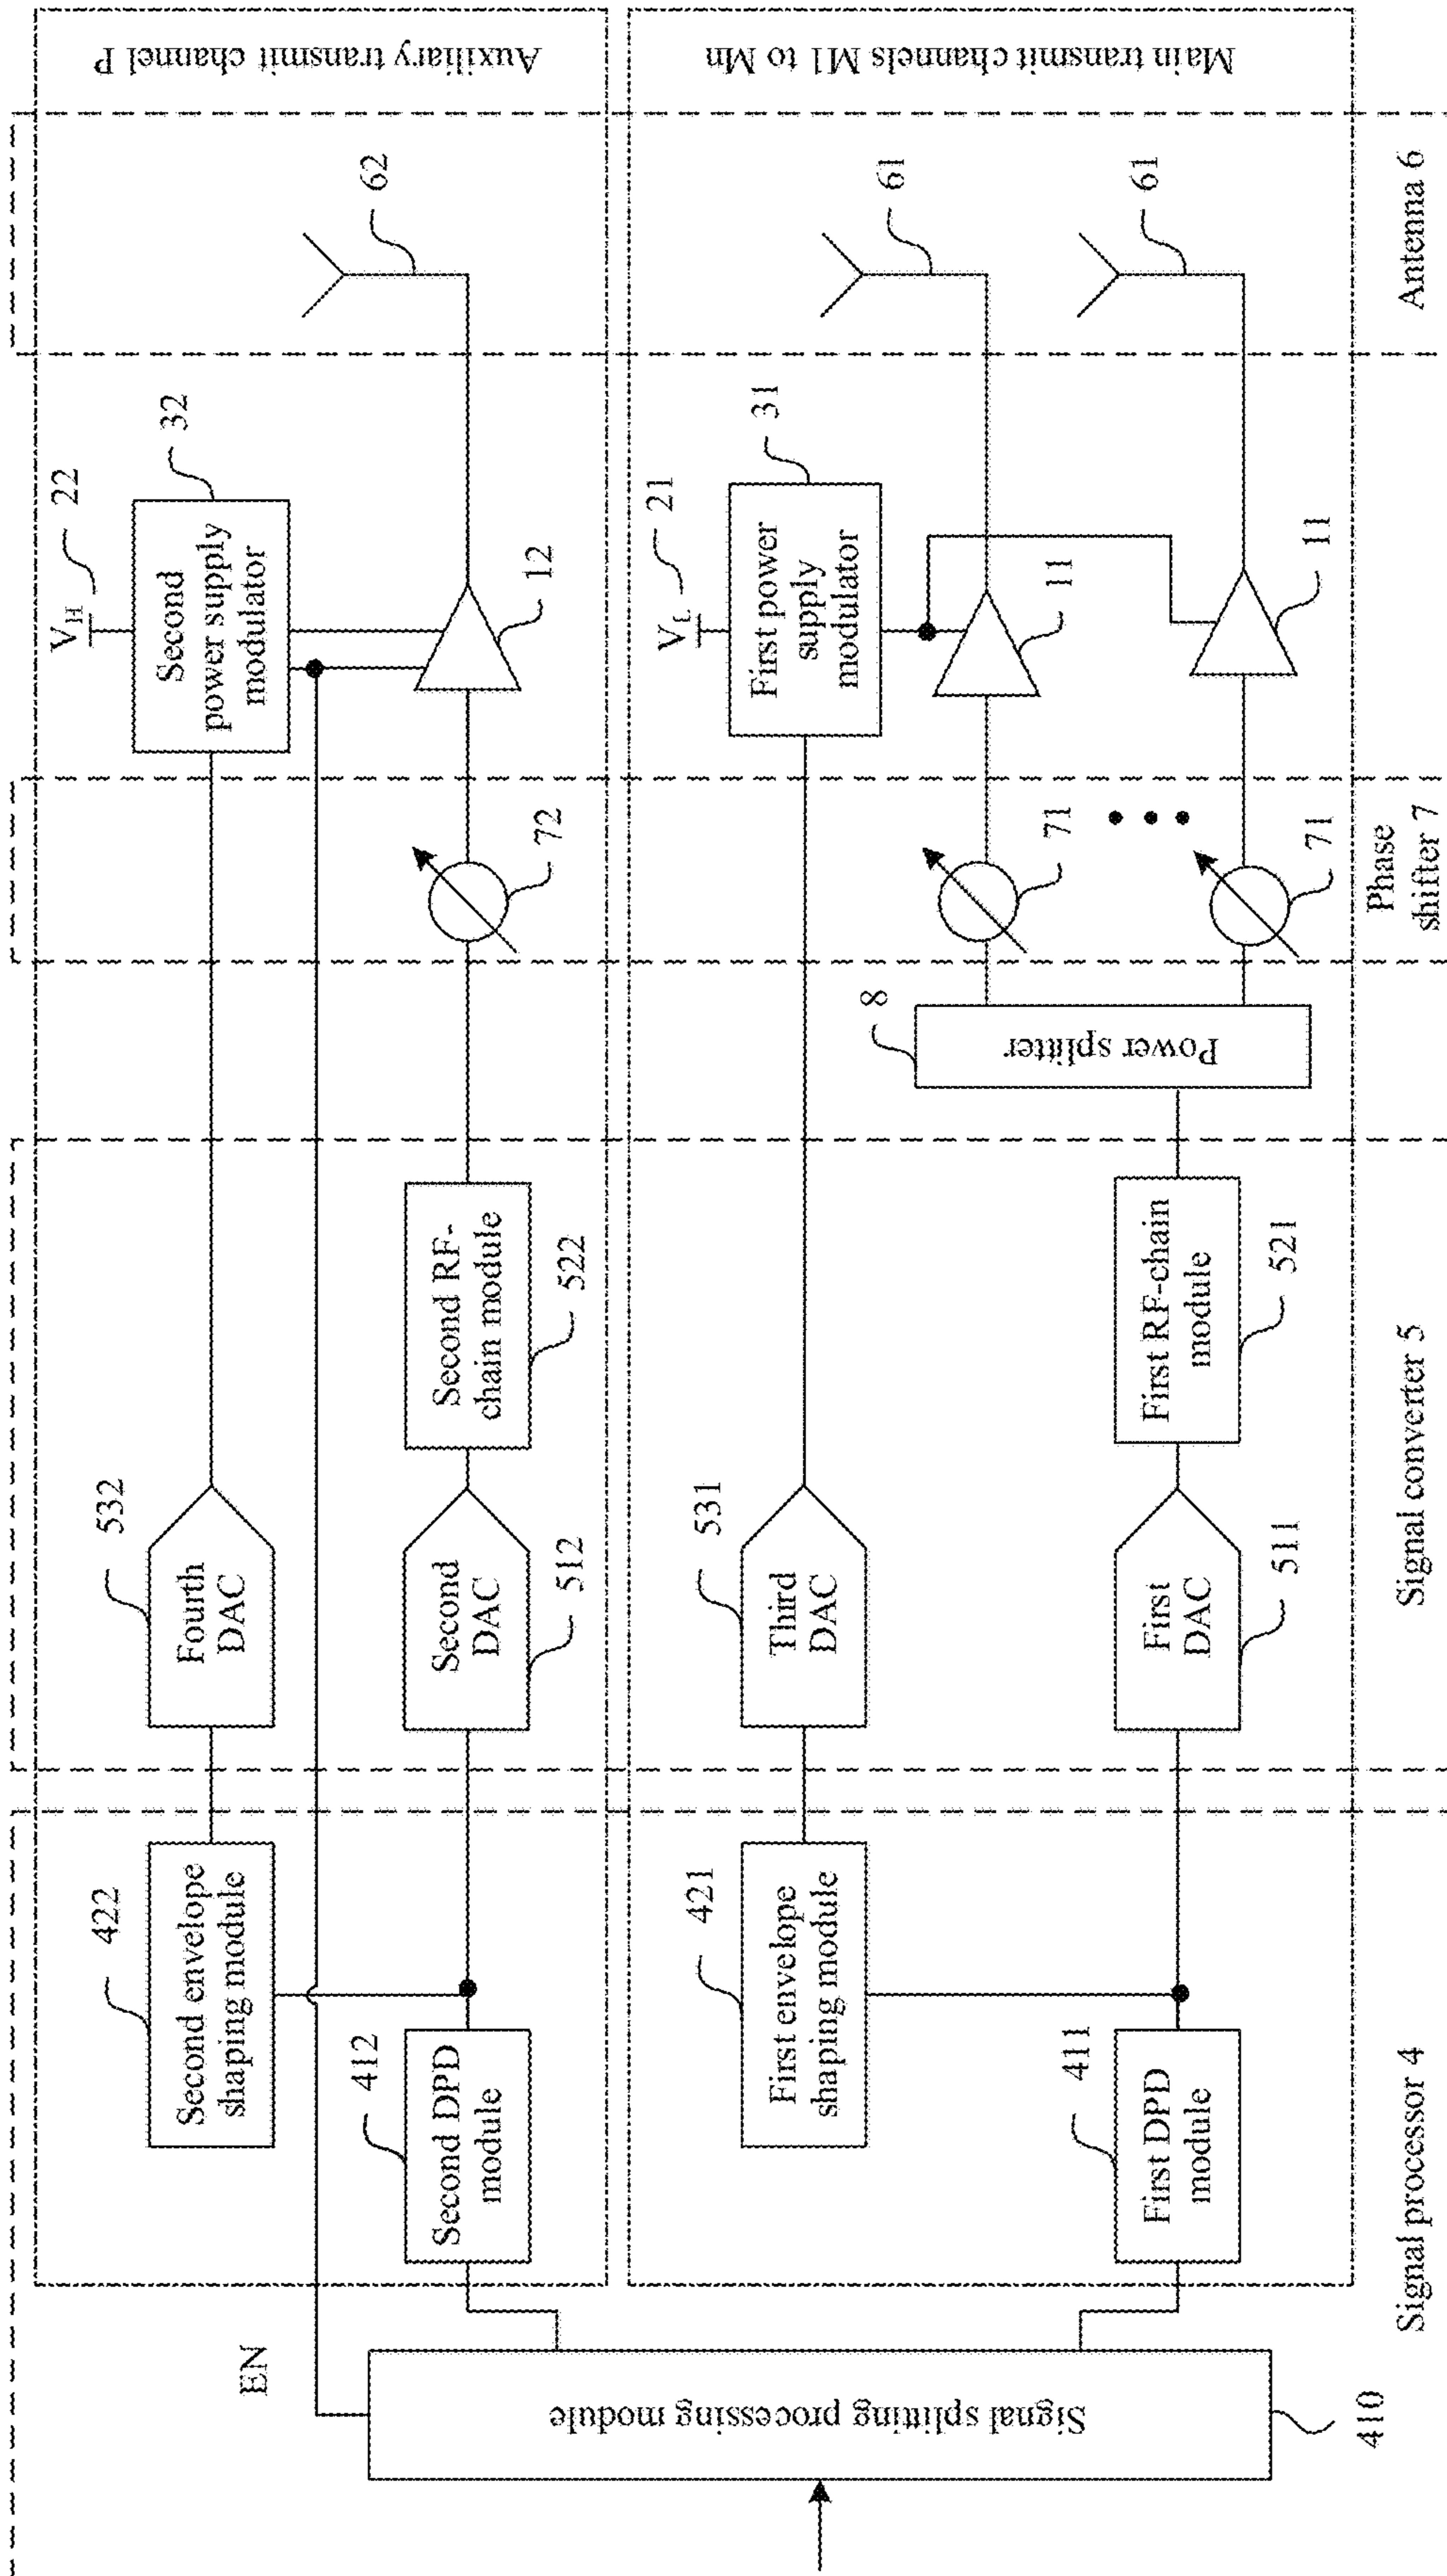 Signal splitting processing module
410
EN
Second envelope
shaping module
422
Second DPD
module
412
First envelope
shaping module
421
First DPD
module
411
Signal processor 4
Fourth
DAC
532
Second
DAC
512
Second RF-
chain module
522
Third
DAC
531
First
DAC
511
First RF-chain
module
521
Signal converter 5
Power splitter
8
72
71
71
Phase
shifter 7
VH
22
Second
power supply
modulator
32
12
VL
21
First power
supply
modulator
31
11
11
62
61
61
Antenna 6
Auxiliary transmit channel P
Main transmit channels M1 to Mn